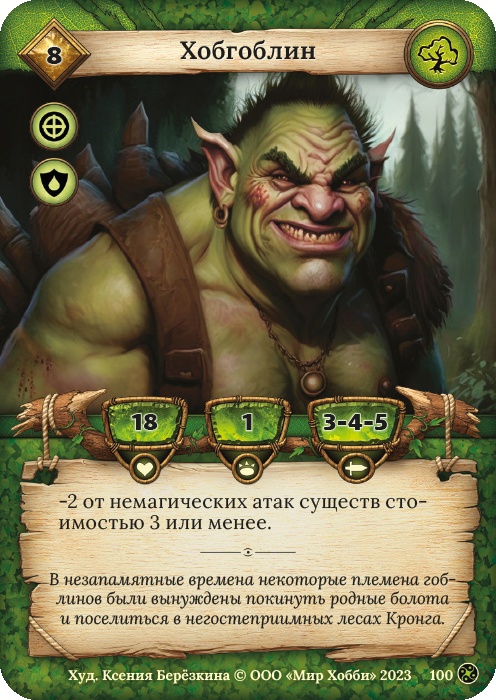 8
Хобгоблин
18
1
3-4-5
-2 от немагических атак существ сто-
имостью 3 или менее.
В незапамятные времена некоторые племена гоб-
линов были вынуждены покинуть родные болота
и поселиться в негостеприимных лесах Кронга.
Худ. Ксения Берёзкина © ООО «Мир Хобби» 2023 100